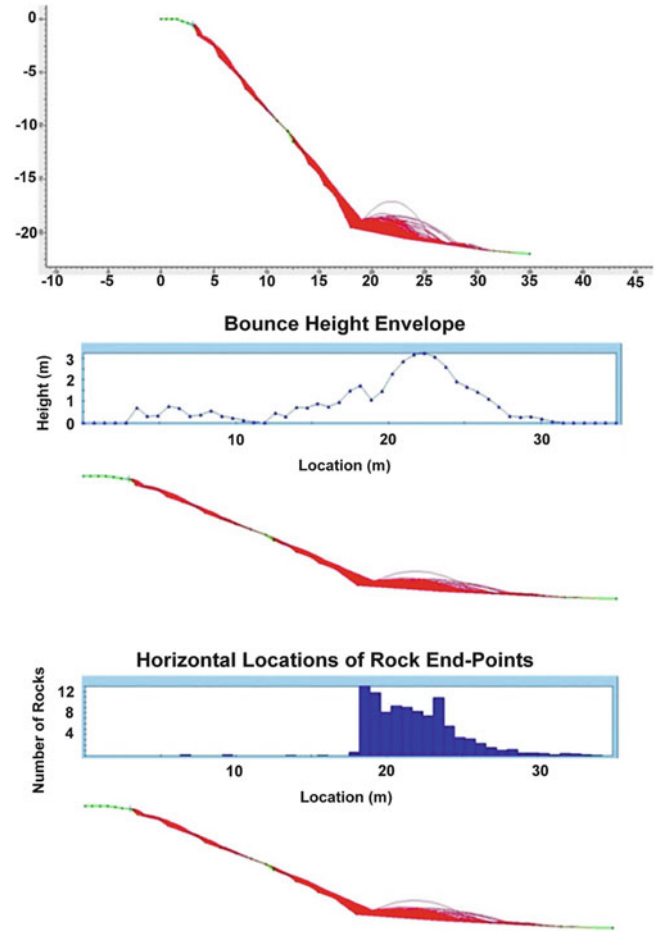 0
-5
-10
-15
-20
-10 -5 0 5 10 15 20 25 30 35 40 45
Bounce Height Envelope
Height (m)
3
2
1
0
10 20 30
Location (m)
Horizontal Locations of Rock End-Points
Number of Rocks
12
8
4
10 20 30
Location (m)